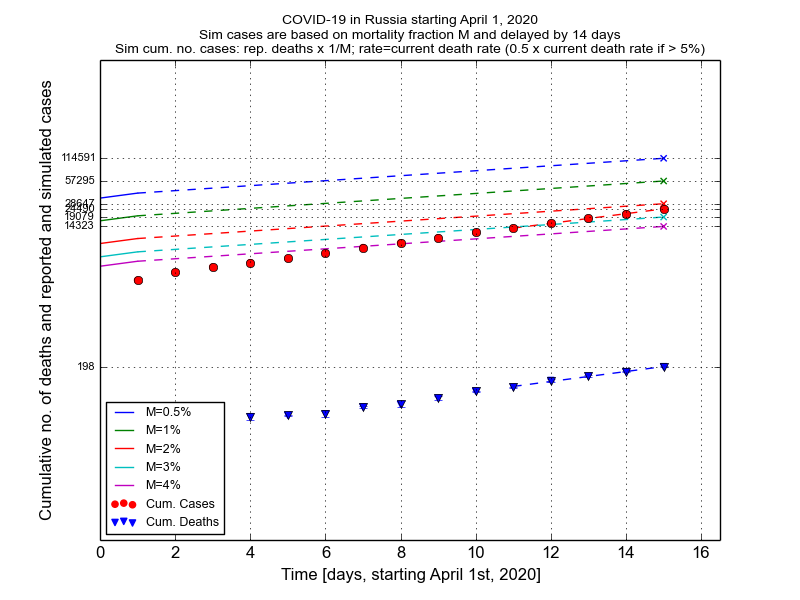 COVID-19 in Russia starting April 1, 2020
Sim cases are based on mortality fraction M and delayed by 14 days
Sim cum. no. cases: rep. deaths x 1/M; rate=current death rate (0.5 x current death rate if > 5%)
Cumulative no. of deaths and reported and simulated cases
114591
57295
28647
24490
19079
14323
198
M=0.5%
M=1%
M=2%
M=3%
M=4%
Cum. Cases
Cum. Deaths
0 2 4 6 8 10 12 14 16
Time [days, starting April 1st, 2020]